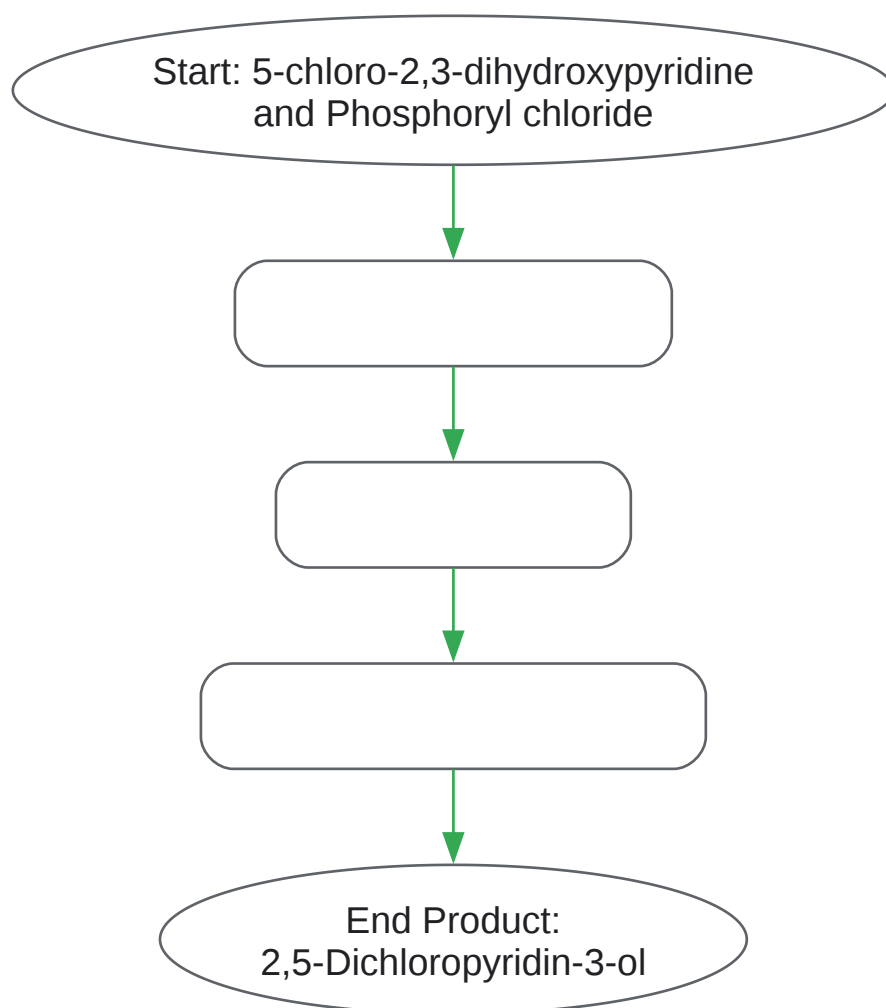 Start: 5-chloro-2,3-dihydroxypyridine
and Phosphoryl chloride
End Product:
2,5-Dichloropyridin-3-ol